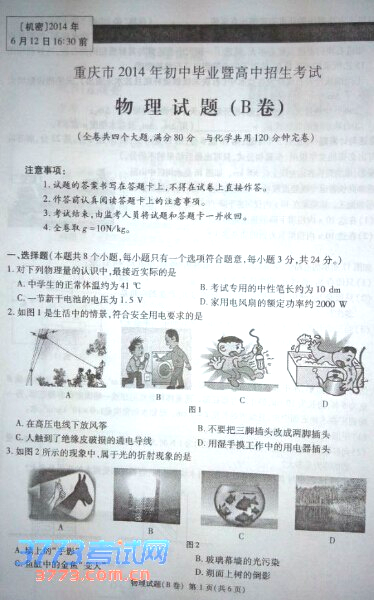 〔机密〕2014年
6月12日16:30前
重庆市2014年初中毕业暨高中招生考试
物理试题(B卷)
(全卷共四个大题,满分80分 与化学共用120分钟完卷)
注意事项:
1.试题的答案书写在答题卡上,不得在试卷上直接作答。
2.作答前认真阅读答题卡上的注意事项。
3.考试结束,由监考人员将试题和答题卡一并收回。
4.全卷取g=10N/kg。
一、选择题(本题共8个小题,每小题只有一个选项符合题意,每小题3分,共24分。)
1.对下列物理量的认识中,最接近实际的是
A.中学生的正常体温约为41℃ B.考试专用的中性笔长约为10 dm
C.一节新干电池的电压为1.5 V D.家用电风扇的额定功率约2000 W
2.如图1是生活中的情景,符合安全用电要求的是
A B C D
图1
A.在高压电线下放风筝 B.不要把三脚插头改成两脚插头
C.人触到了绝缘皮破损的通电导线 D.用湿手摸工作中的用电器插头
3.如图2所示的现象中,属于光的折射现象的是
A B C D
图2
A.墙上的“手影” B.玻璃幕墙的光污染
C.鱼缸中的金鱼“变大” D.湖面上树的倒影
3773考试网
3773.com.cn
物理试题(B卷) 第1页(共6页)